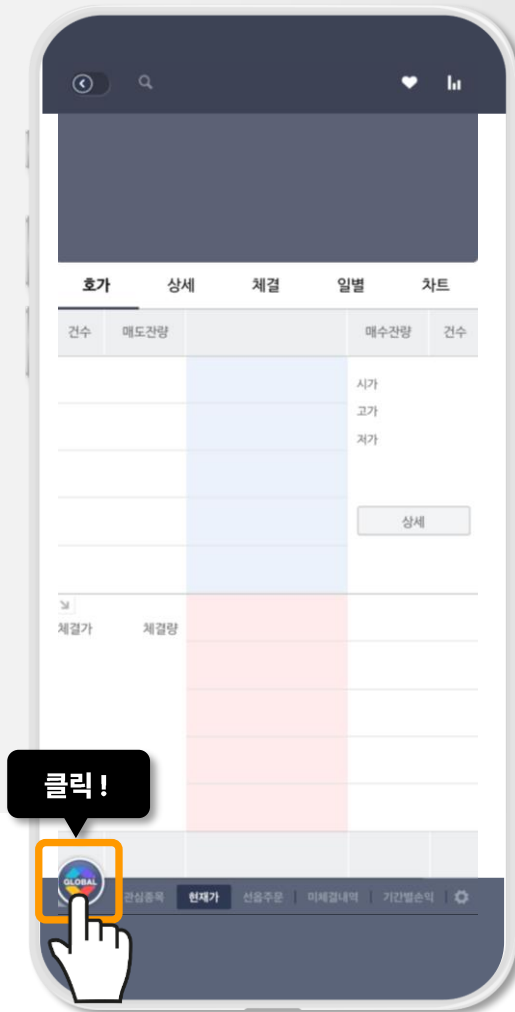 호가 상세 체결 일별 차트
건수 매도잔량 매수잔량 건수
시가
고가
저가
상세
체결가 체결량
클릭 !
GLOBAL
관심종목 현재가 선옵주문 미체결내역 기간별손익